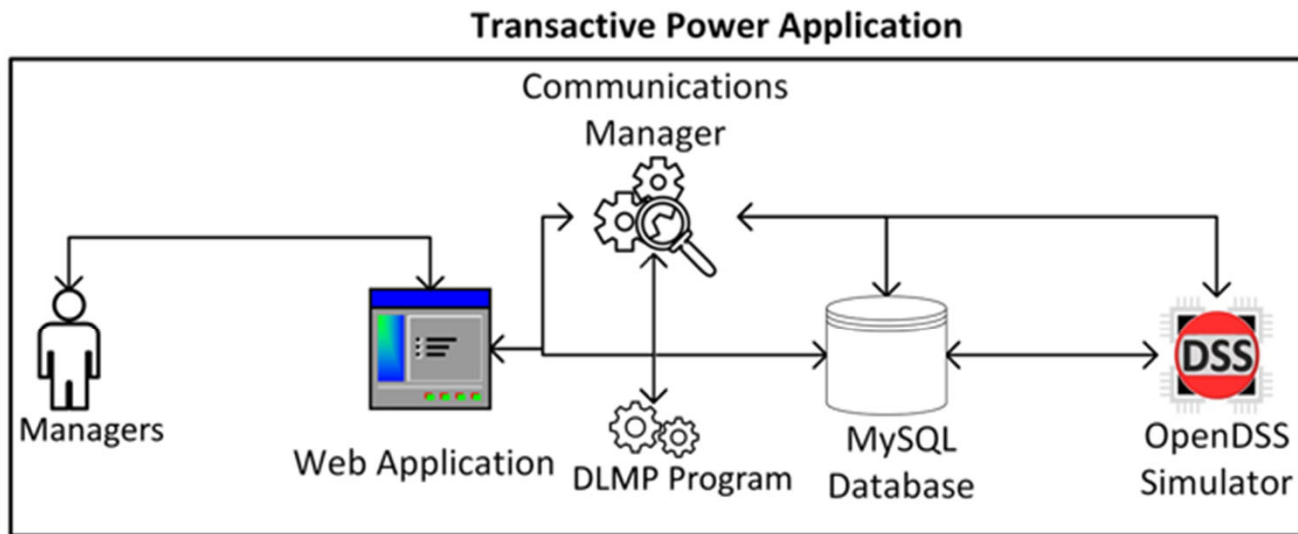 Transactive Power Application
Communications
Manager
Managers
Web Application
DLMP Program
MySQL
Database
DSS
OpenDSS
Simulator